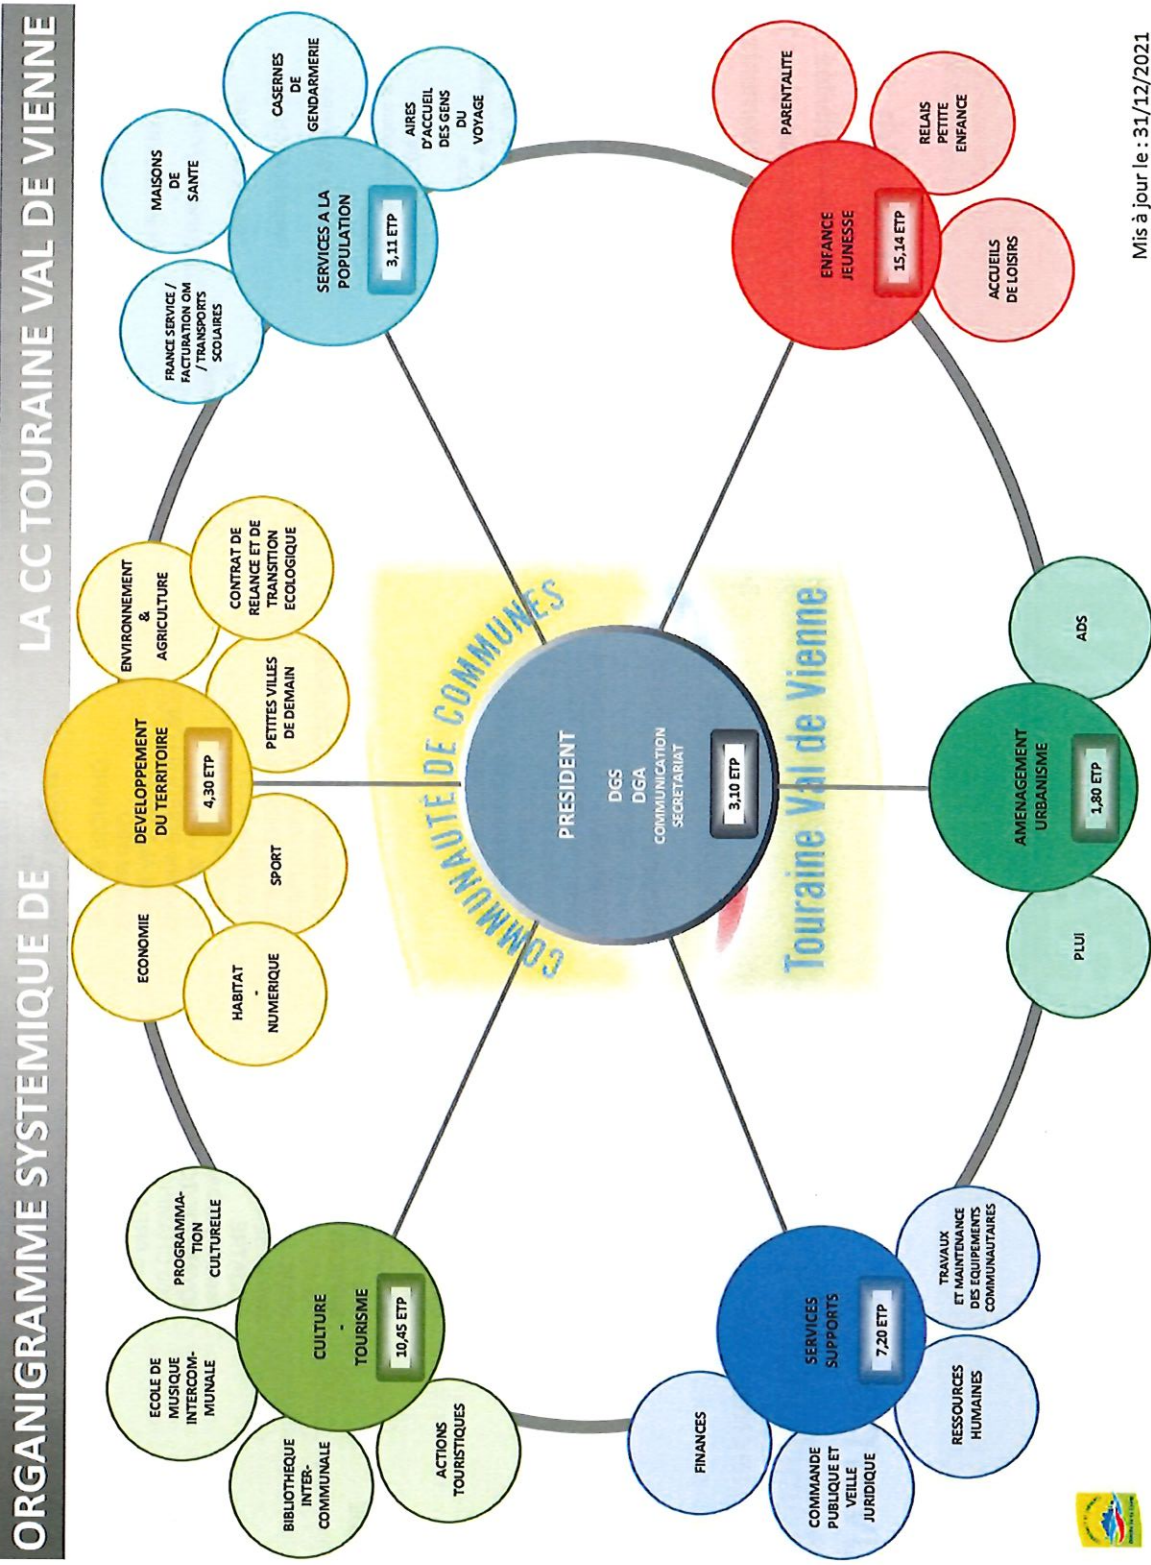 ORGANIGRAMME SYSTEMIQUE DE LA CC TOURAINE VAL DE VIENNE
DEVELOPPEMENT
DU TERRITOIRE
4,30 ETP
ECONOMIE
HABITAT
-
NUMERIQUE
SPORT
PETITES VILLES
DE DEMAIN
ENVIRONNEMENT
&
AGRICULTURE
CONTRAT DE
RELANCE ET DE
TRANSITION
ECOLOGIQUE
SERVICES A LA
POPULATION
3,11 ETP
FRANCE SERVICE /
FACTURATION OM
/ TRANSPORTS
SCOLAIRES
MAISONS
DE
SANTE
CASERNES
DE
GENDARMERIE
AIRES
D'ACCUEIL
DES GENS
DU
VOYAGE
CULTURE
-
TOURISME
10,45 ETP
PROGRAMMA-
TION
CULTURELLE
ECOLE DE
MUSIQUE
INTERCOM-
MUNALE
BIBLIOTHEQUE
INTER-
COMMUNALE
ACTIONS
TOURISTIQUES
COMMUNAUTÉ DE COMMUNES
PRESIDENT
DGS
DGA
COMMUNICATION
SECRETARIAT
3,10 ETP
Touraine Val de Vienne
ENFANCE
JEUNESSE
15,14 ETP
PARENTALITE
RELAIS
PETITE
ENFANCE
ACCUEILS
DE LOISIRS
SERVICES
SUPPORTS
7,20 ETP
FINANCES
COMMANDE
PUBLIQUE ET
VEILLE
JURIDIQUE
RESSOURCES
HUMAINES
TRAVAUX
ET MAINTENANCE
DES EQUIPEMENTS
COMMUNAUTAIRES
AMENAGEMENT
URBANISME
1,80 ETP
PLUI
ADS
Mis à jour le : 31/12/2021